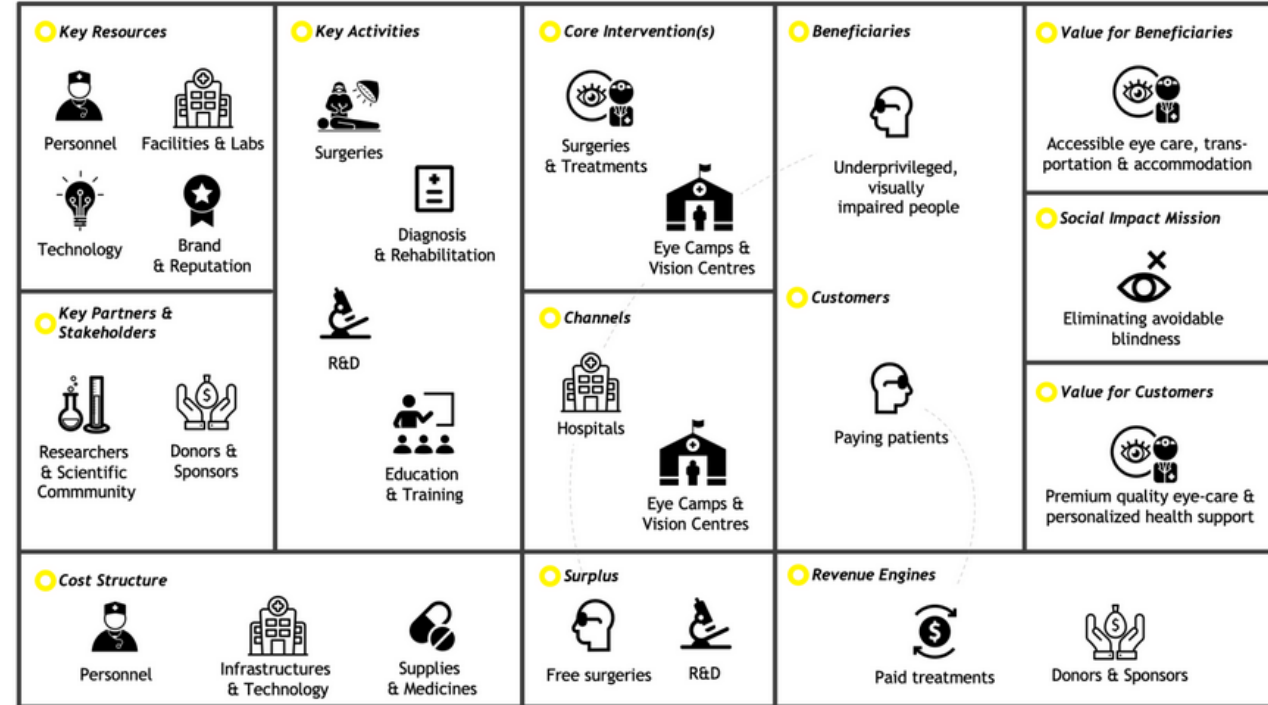 Key Resources
Personnel
Facilities & Labs
Technology
Brand
& Reputation
Key Partners &
Stakeholders
Researchers
& Scientific
Commmunity
Donors &
Sponsors
Key Activities
Surgeries
Diagnosis
& Rehabilitation
R&D
Education
& Training
Core Intervention(s)
Surgeries
& Treatments
Eye Camps &
Vision Centres
Channels
Hospitals
Eye Camps &
Vision Centres
Beneficiaries
Underprivileged,
visually
impaired people
Customers
Paying patients
Value for Beneficiaries
Accessible eye care, trans-
portation & accommodation
Social Impact Mission
Eliminating avoidable
blindness
Value for Customers
Premium quality eye-care &
personalized health support
Cost Structure
Personnel
Infrastructures
& Technology
Supplies
& Medicines
Surplus
Free surgeries
R&D
Revenue Engines
Paid treatments
Donors & Sponsors